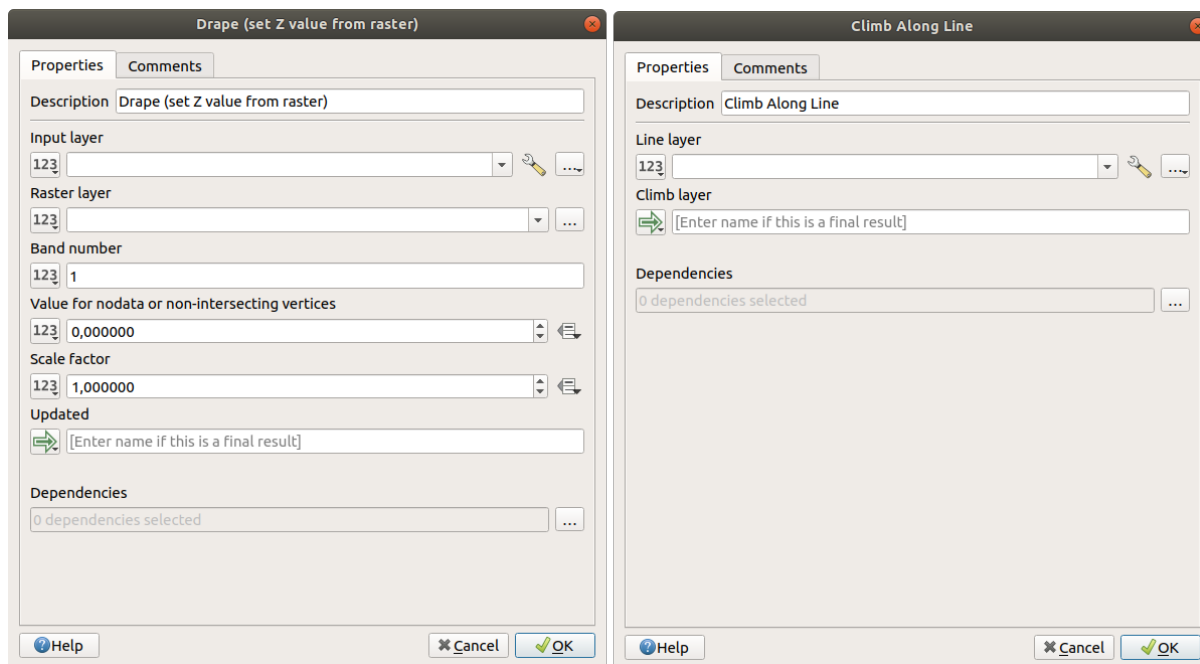 Drape (set Z value from raster)
Properties Comments
Description Drape (set Z value from raster)
Input layer
123
...
Raster layer
123
...
Band number
123 1
Value for nodata or non-intersecting vertices
123 0,000000
Scale factor
123 1,000000
Updated
[Enter name if this is a final result]
Dependencies
0 dependencies selected ...
Help Cancel OK
Climb Along Line
Properties Comments
Description Climb Along Line
Line layer
123
...
Climb layer
[Enter name if this is a final result]
Dependencies
0 dependencies selected ...
Help Cancel OK